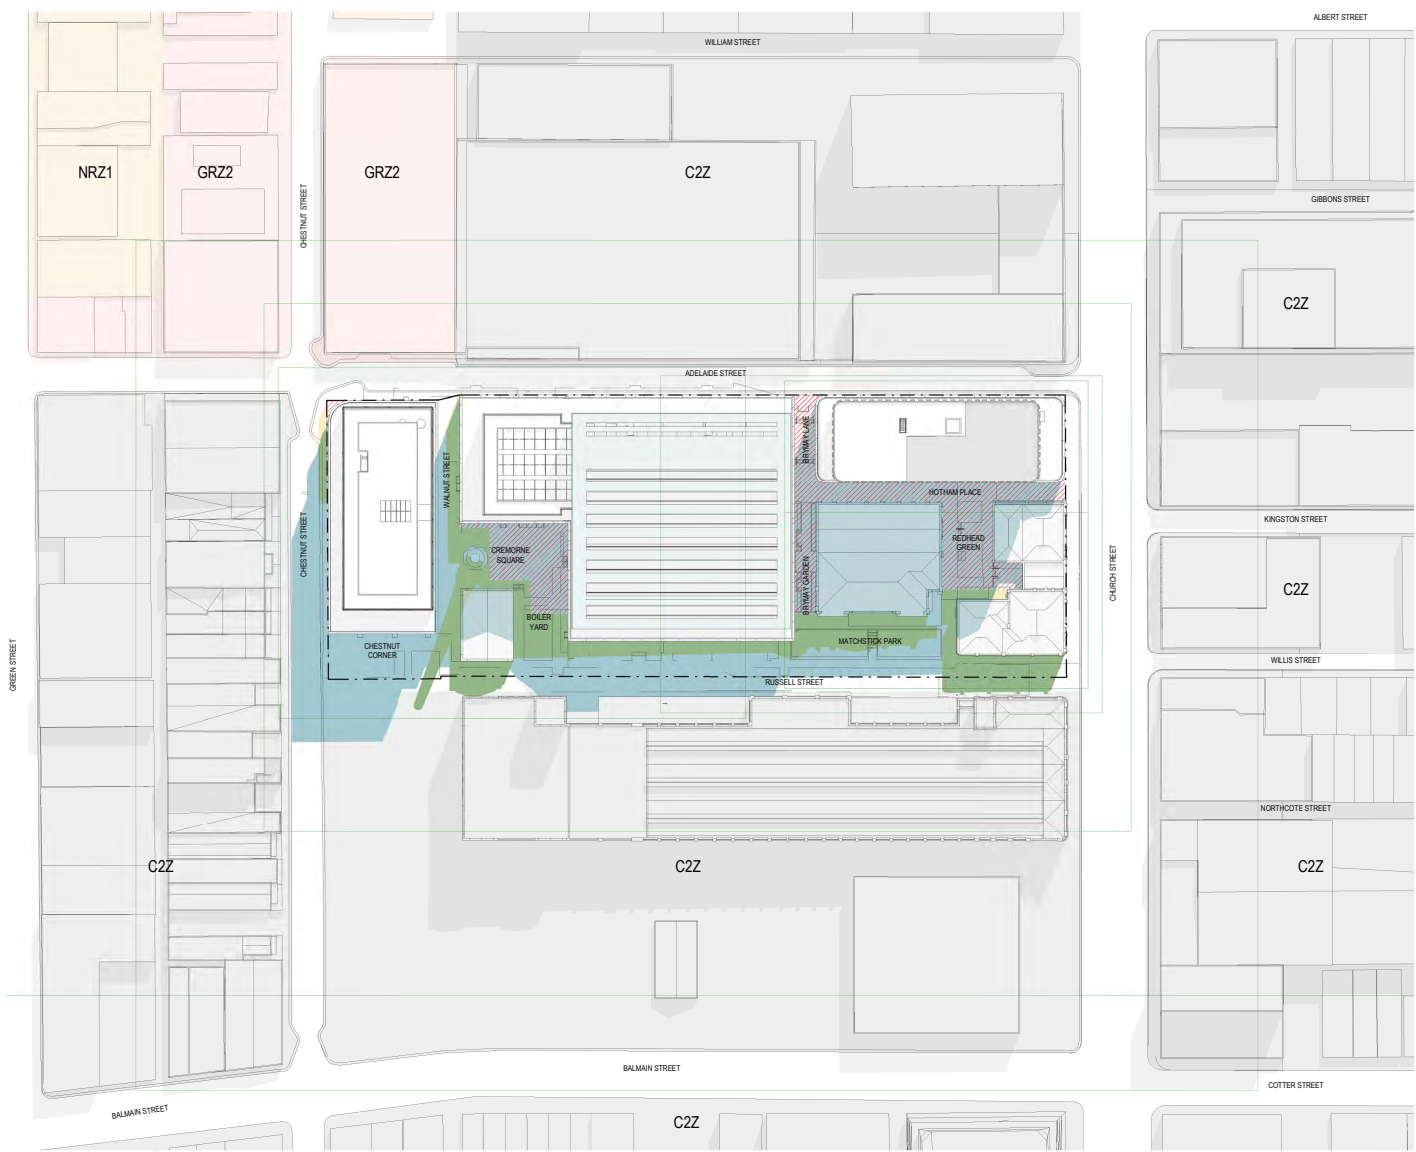 ALBERT STREET
WILLIAM STREET
NRZ1
GRZ2
GRZ2
C2Z
CHESTNUT STREET
GIBBONS STREET
C2Z
ADELAIDE STREET
BRYMAY LANE
WALNUT STREET
HOTHAM PLACE
KINGSTON STREET
CHESTNUT STREET
CREMORNE
SQUARE
REDHEAD
GREEN
CHURCH STREET
BRYMAY GARDEN
C2Z
BOILER
YARD
MATCHSTICK PARK
CHESTNUT
CORNER
GREEN STREET
WILLIS STREET
RUSSELL STREET
NORTHCOTE STREET
C2Z
C2Z
C2Z
BALMAIN STREET
COTTER STREET
BALMAIN STREET
C2Z